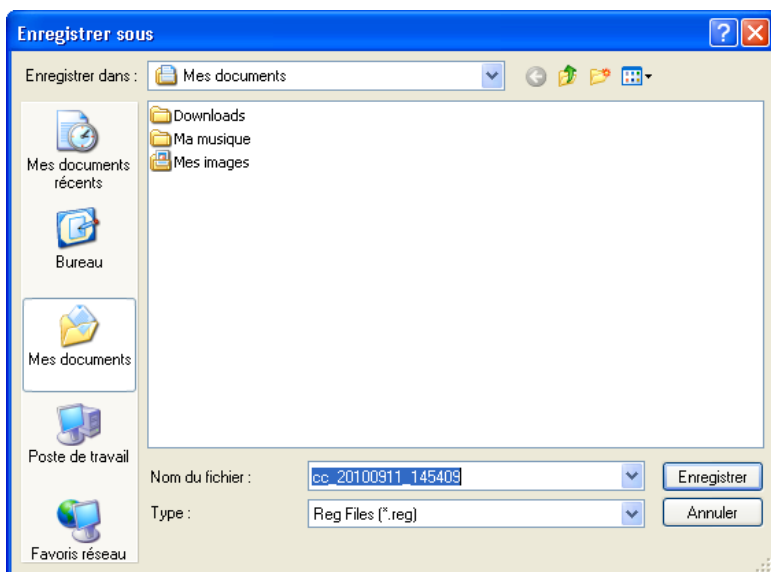 Enregistrer sous
Enregistrer dans :
Mes documents
Mes documents
récents
Bureau
Mes documents
Poste de travail
Favoris réseau
Downloads
Ma musique
Mes images
Nom du fichier :
cc_20100911_145409
Enregistrer
Type :
Reg Files (*.reg)
Annuler